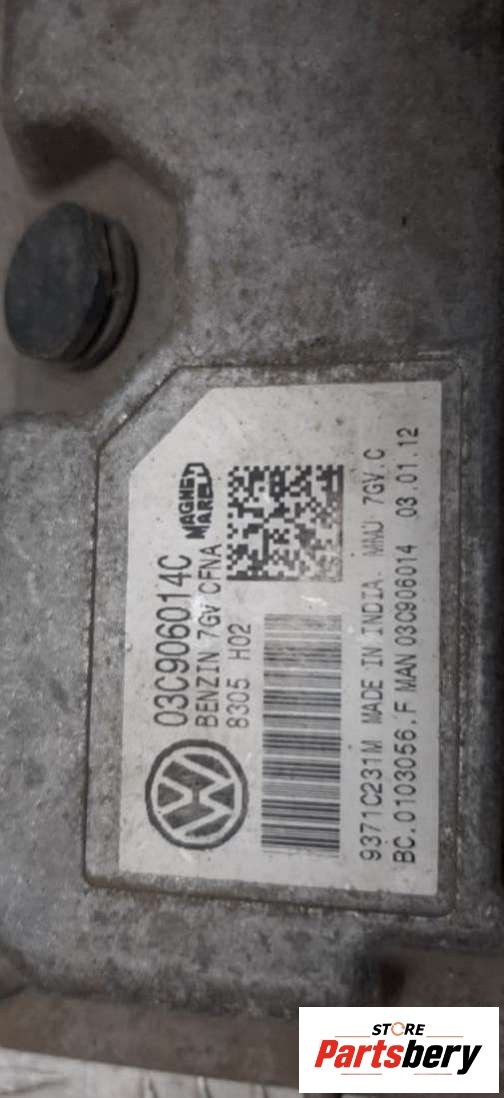 03C906014C
BENZIN 7GV CFNA
8305 H02
MAGNETI
MARELLI
9371C231M MADE IN INDIA. MMU: 7GV.C
BC.0103056.F MAN 03C906014 03.01.12
STORE
Partsbery